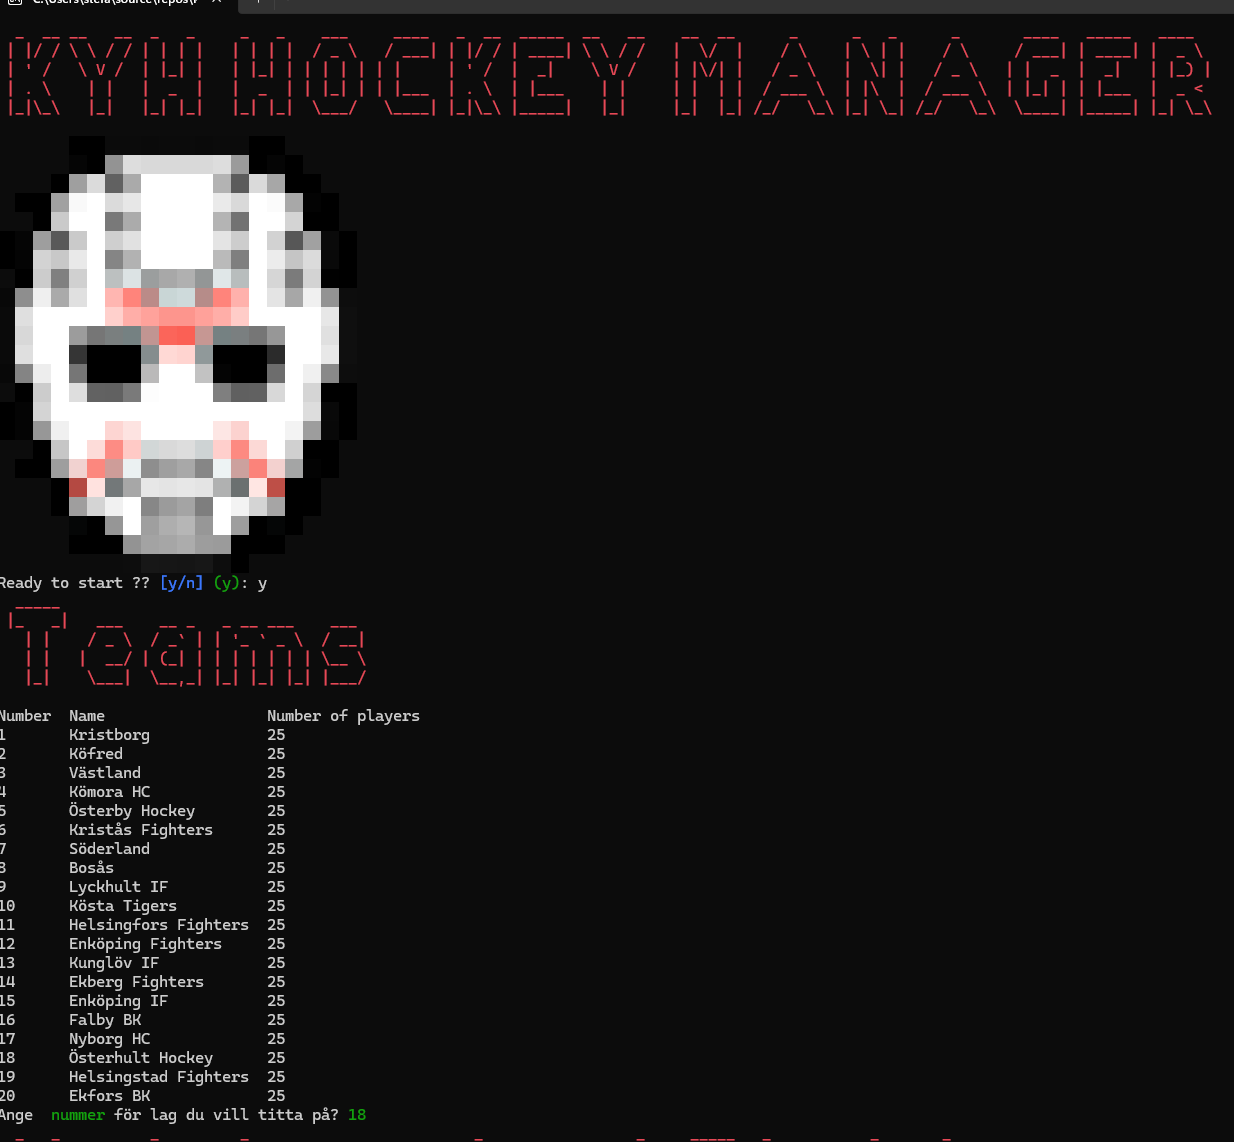 KYH HOCKEY MANAGER
Ready to start ?? [y/n] (y): y
Teams
Number Name Number of players
1 Kristborg 25
2 Köfred 25
3 Västland 25
4 Kömora HC 25
5 Österby Hockey 25
6 Kristås Fighters 25
7 Söderland 25
8 Bosås 25
9 Lyckhult IF 25
10 Kösta Tigers 25
11 Helsingfors Fighters 25
12 Enköping Fighters 25
13 Kunglöv IF 25
14 Ekberg Fighters 25
15 Enköping IF 25
16 Falby BK 25
17 Nyborg HC 25
18 Österhult Hockey 25
19 Helsingstad Fighters 25
20 Ekfors BK 25
Ange nummer för lag du vill titta på? 18